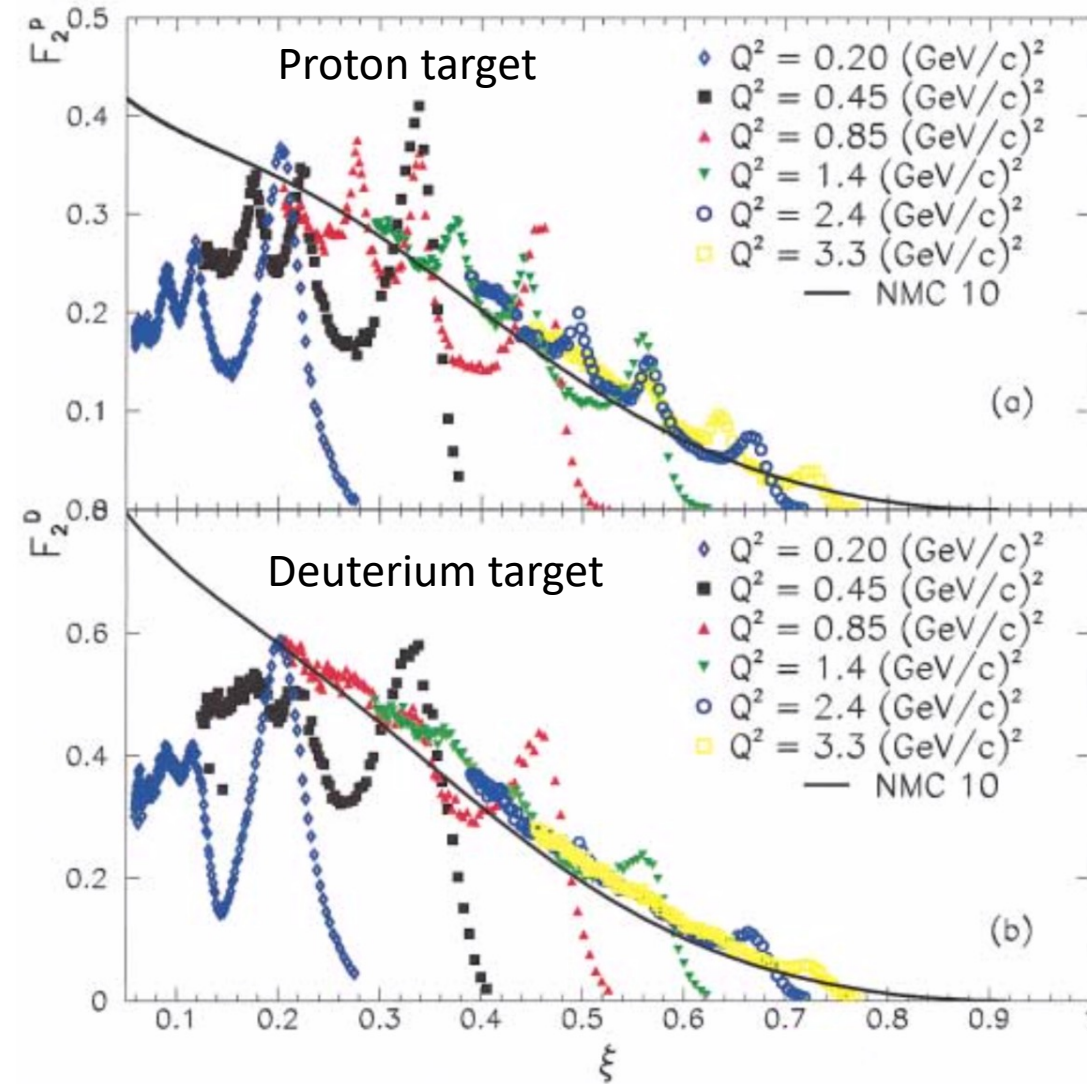 F₂ᵖ
0.5
0.4
0.3
0.2
0.1
Proton target
Q² = 0.20 (GeV/c)²
Q² = 0.45 (GeV/c)²
Q² = 0.85 (GeV/c)²
Q² = 1.4 (GeV/c)²
Q² = 2.4 (GeV/c)²
Q² = 3.3 (GeV/c)²
NMC 10
(a)
F₂ᴰ
0.8
0.6
0.4
0.2
0
Deuterium target
Q² = 0.20 (GeV/c)²
Q² = 0.45 (GeV/c)²
Q² = 0.85 (GeV/c)²
Q² = 1.4 (GeV/c)²
Q² = 2.4 (GeV/c)²
Q² = 3.3 (GeV/c)²
NMC 10
(b)
0.1 0.2 0.3 0.4 0.5 0.6 0.7 0.8 0.9
ξ